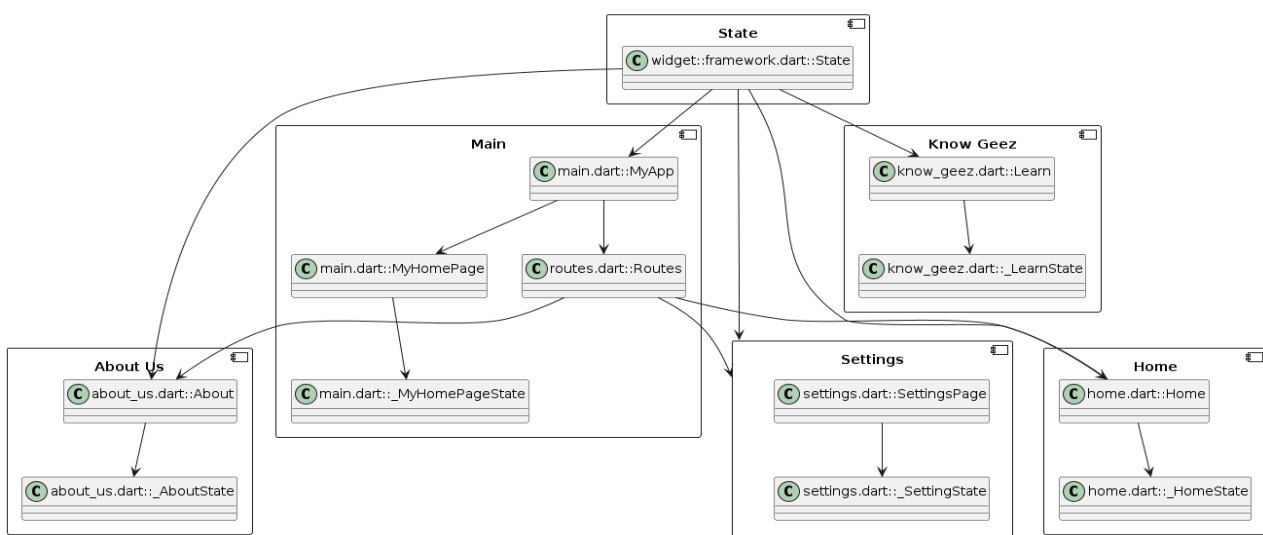 State
C widget::framework.dart::State
Main
Know Geez
C main.dart::MyApp
C know_geez.dart::Learn
C main.dart::MyHomePage
C routes.dart::Routes
C know_geez.dart::_LearnState
About Us
Settings
Home
C about_us.dart::About
C main.dart::_MyHomePageState
C settings.dart::SettingsPage
C home.dart::Home
C about_us.dart::_AboutState
C settings.dart::_SettingState
C home.dart::_HomeState